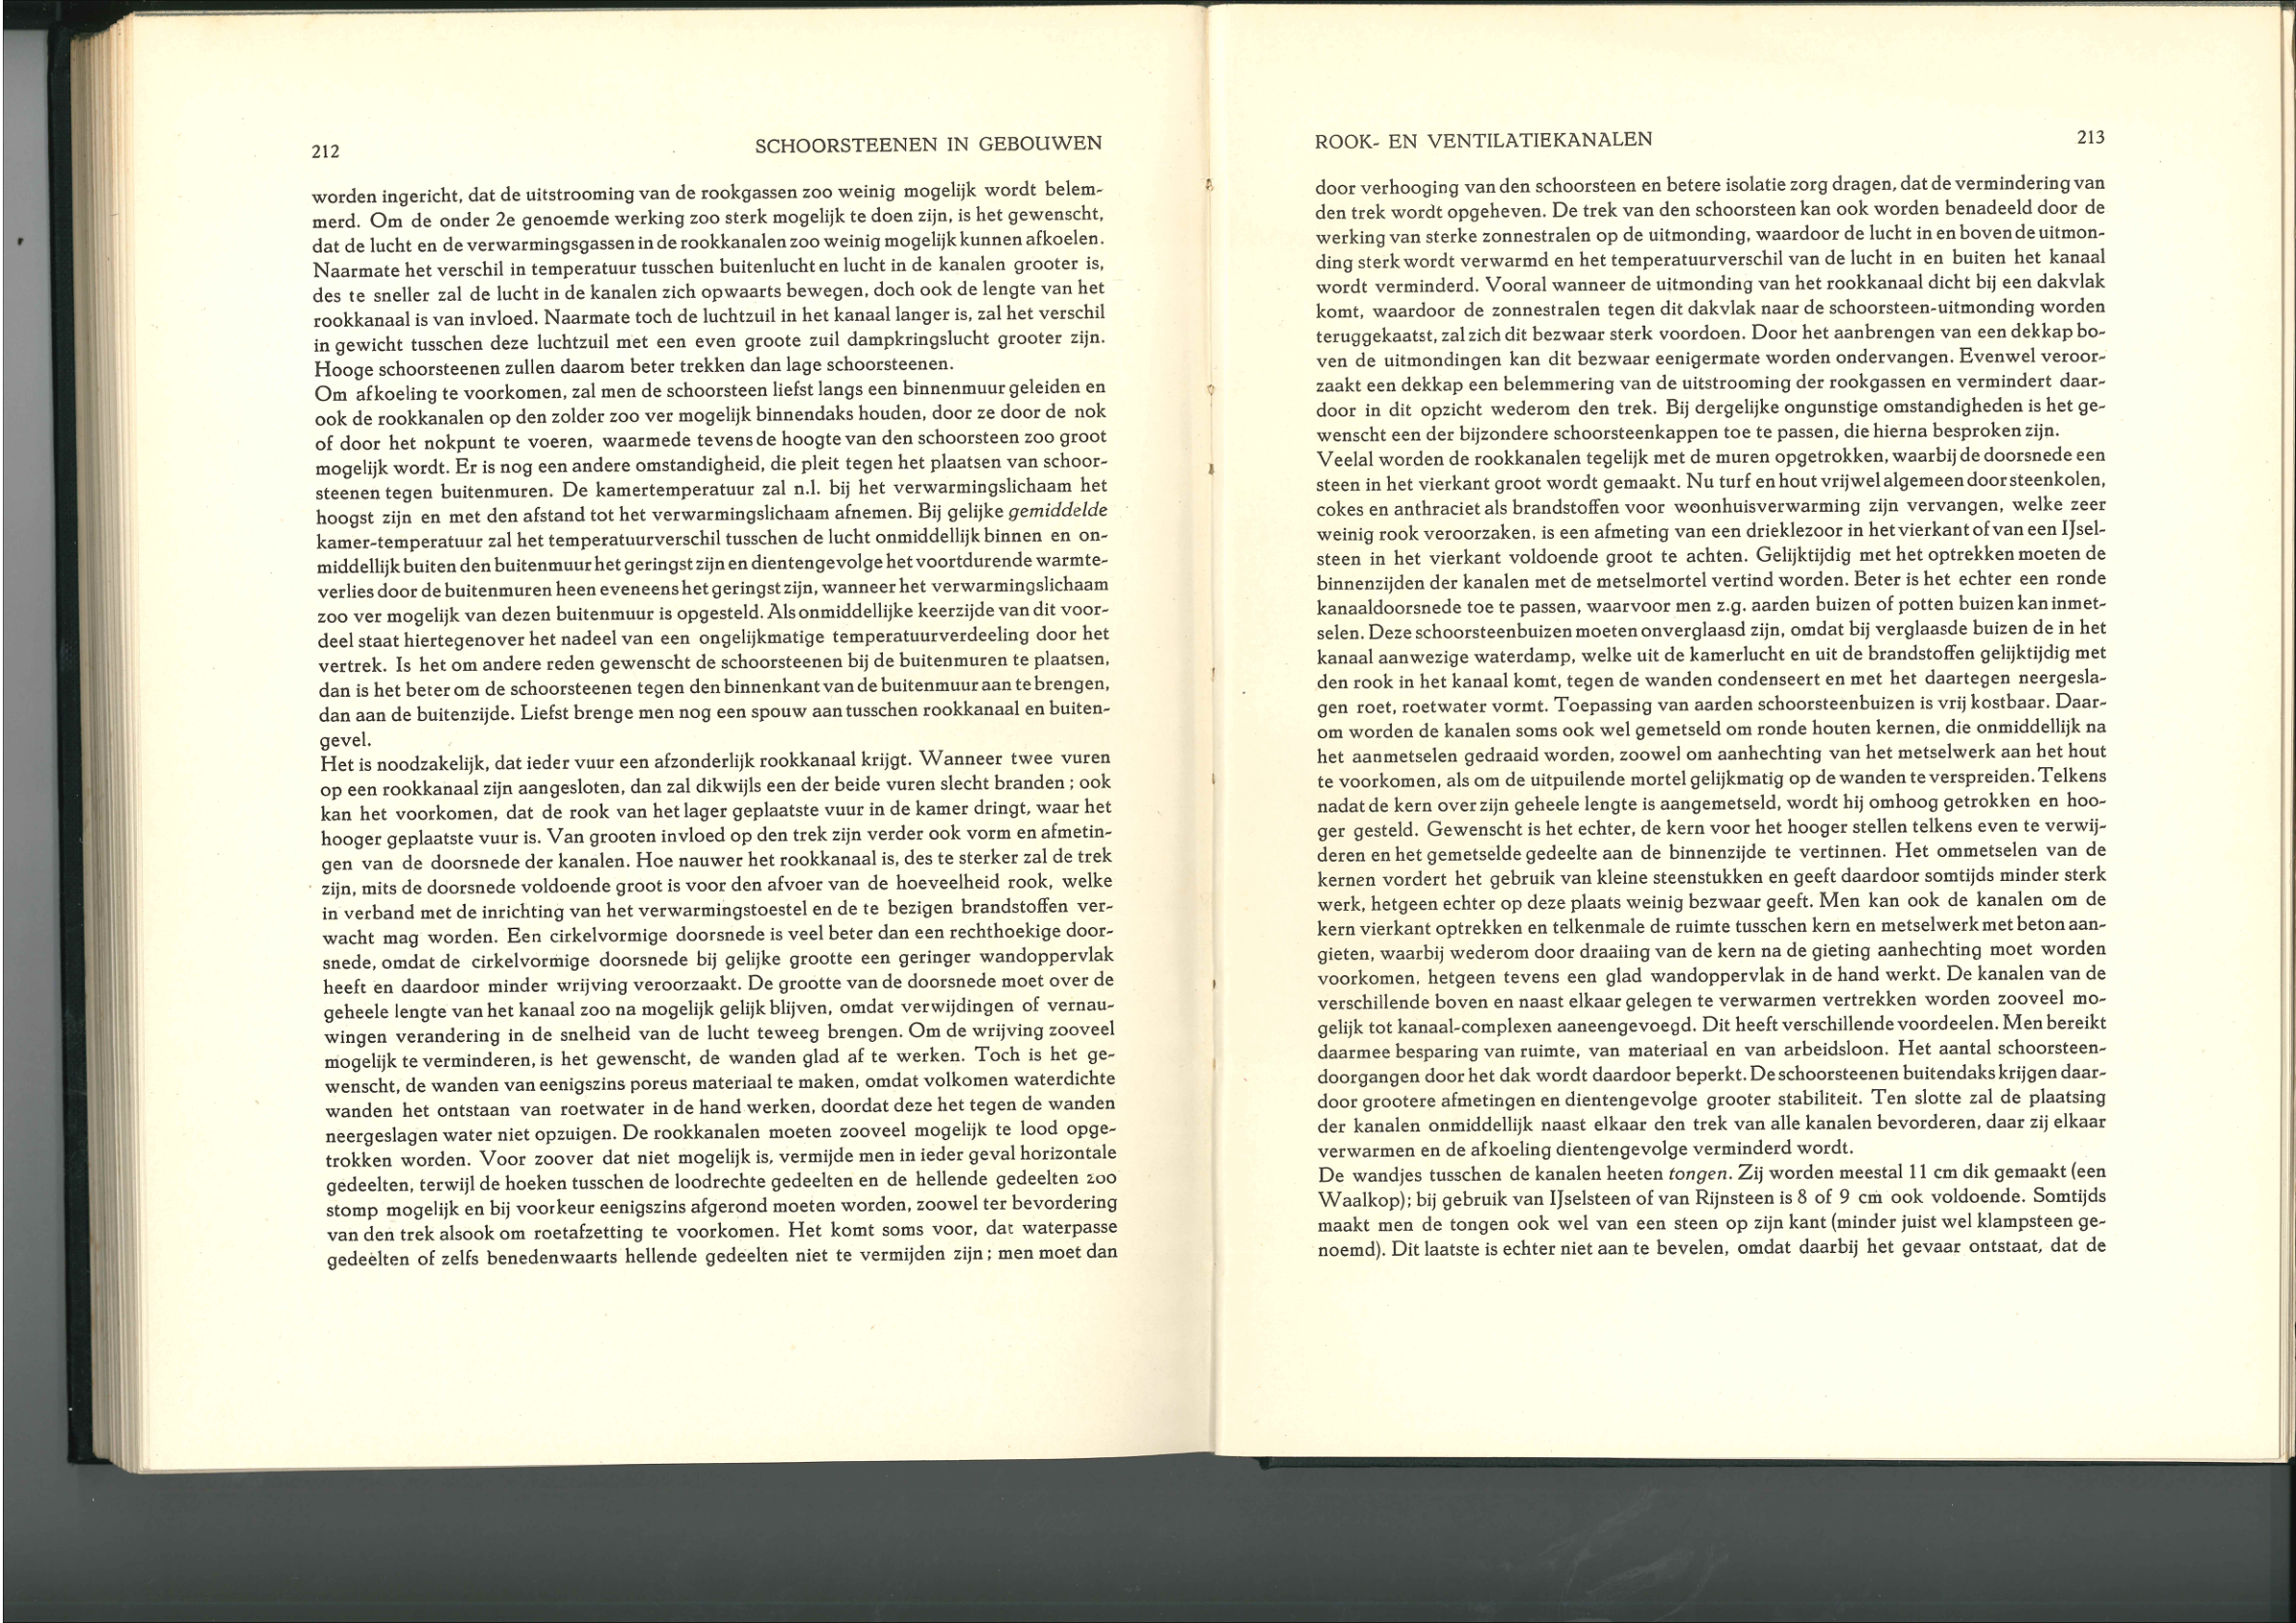 212 SCHOORSTEENEN IN GEBOUWEN
worden ingericht, dat de uitstrooming van de rookgassen zoo weinig mogelijk wordt belem-
merd. Om de onder 2e genoemde werking zoo sterk mogelijk te doen zijn, is het gewenscht,
dat de lucht en de verwarmingsgassen in de rookkanalen zoo weinig mogelijk kunnen afkoelen.
Naarmate het verschil in temperatuur tusschen buitenlucht en lucht in de kanalen grooter is,
des te sneller zal de lucht in de kanalen zich opwaarts bewegen, doch ook de lengte van het
rookkanaal is van invloed. Naarmate toch de luchtzuil in het kanaal langer is, zal het verschil
in gewicht tusschen deze luchtzuil met een even groote zuil dampkringslucht grooter zijn.
Hooge schoorsteenen zullen daarom beter trekken dan lage schoorsteenen.
Om afkoeling te voorkomen, zal men de schoorsteen liefst langs een binnenmuur geleiden en
ook de rookkanalen op den zolder zoo ver mogelijk binnendaks houden, door ze door de nok
of door het nokpunt te voeren, waarmede tevens de hoogte van den schoorsteen zoo groot
mogelijk wordt. Er is nog een andere omstandigheid, die pleit tegen het plaatsen van schoor-
steenen tegen buitenmuren. De kamertemperatuur zal n.l. bij het verwarmingslichaam het
hoogst zijn en met den afstand tot het verwarmingslichaam afnemen. Bij gelijke gemiddelde
kamer-temperatuur zal het temperatuurverschil tusschen de lucht onmiddellijk binnen en on-
middellijk buiten den buitenmuur het geringst zijn en dientengevolge het voortdurende warmte-
verlies door de buitenmuren heen eveneens het geringst zijn, wanneer het verwarmingslichaam
zoo ver mogelijk van dezen buitenmuur is opgesteld. Als onmiddellijke keerzijde van dit voor-
deel staat hiertegenover het nadeel van een ongelijkmatige temperatuurverdeeling door het
vertrek. Is het om andere reden gewenscht de schoorsteenen bij de buitenmuren te plaatsen,
dan is het beter om de schoorsteenen tegen den binnenkant van de buitenmuur aan te brengen,
dan aan de buitenzijde. Liefst brenge men nog een spouw aan tusschen rookkanaal en buiten-
gevel.
Het is noodzakelijk, dat ieder vuur een afzonderlijk rookkanaal krijgt. Wanneer twee vuren
op een rookkanaal zijn aangesloten, dan zal dikwijls een der beide vuren slecht branden ; ook
kan het voorkomen, dat de rook van het lager geplaatste vuur in de kamer dringt, waar het
hooger geplaatste vuur is. Van grooten invloed op den trek zijn verder ook vorm en afmetin-
gen van de doorsnede der kanalen. Hoe nauwer het rookkanaal is, des te sterker zal de trek
zijn, mits de doorsnede voldoende groot is voor den afvoer van de hoeveelheid rook, welke
in verband met de inrichting van het verwarmingstoestel en de te bezigen brandstoffen ver-
wacht mag worden. Een cirkelvormige doorsnede is veel beter dan een rechthoekige door-
snede, omdat de cirkelvormige doorsnede bij gelijke grootte een geringer wandoppervlak
heeft en daardoor minder wrijving veroorzaakt. De grootte van de doorsnede moet over de
geheele lengte van het kanaal zoo na mogelijk gelijk blijven, omdat verwijdingen of vernau-
wingen verandering in de snelheid van de lucht teweeg brengen. Om de wrijving zooveel
mogelijk te verminderen, is het gewenscht, de wanden glad af te werken. Toch is het ge-
wenscht, de wanden van eenigszins poreus materiaal te maken, omdat volkomen waterdichte
wanden het ontstaan van roetwater in de hand werken, doordat deze het tegen de wanden
neergeslagen water niet opzuigen. De rookkanalen moeten zooveel mogelijk te lood opge-
trokken worden. Voor zoover dat niet mogelijk is, vermijde men in ieder geval horizontale
gedeelten, terwijl de hoeken tusschen de loodrechte gedeelten en de hellende gedeelten zoo
stomp mogelijk en bij voorkeur eenigszins afgerond moeten worden, zoowel ter bevordering
van den trek alsook om roetafzetting te voorkomen. Het komt soms voor, dat waterpasse
gedeelten of zelfs benedenwaarts hellende gedeelten niet te vermijden zijn ; men moet dan
ROOK- EN VENTILATIEKANALEN 213
door verhooging van den schoorsteen en betere isolatie zorg dragen, dat de vermindering van
den trek wordt opgeheven. De trek van den schoorsteen kan ook worden benadeeld door de
werking van sterke zonnestralen op de uitmonding, waardoor de lucht in en boven de uitmon-
ding sterk wordt verwarmd en het temperatuurverschil van de lucht in en buiten het kanaal
wordt verminderd. Vooral wanneer de uitmonding van het rookkanaal dicht bij een dakvlak
komt, waardoor de zonnestralen tegen dit dakvlak naar de schoorsteen-uitmonding worden
teruggekaatst, zal zich dit bezwaar sterk voordoen. Door het aanbrengen van een dekkap bo-
ven de uitmondingen kan dit bezwaar eenigermate worden ondervangen. Evenwel veroor-
zaakt een dekkap een belemmering van de uitstrooming der rookgassen en vermindert daar-
door in dit opzicht wederom den trek. Bij dergelijke ongunstige omstandigheden is het ge-
wenscht een der bijzondere schoorsteenkappen toe te passen, die hierna besproken zijn.
Veelal worden de rookkanalen tegelijk met de muren opgetrokken, waarbij de doorsnede een
steen in het vierkant groot wordt gemaakt. Nu turf en hout vrijwel algemeen door steenkolen,
cokes en anthraciet als brandstoffen voor woonhuisverwarming zijn vervangen, welke zeer
weinig rook veroorzaken, is een afmeting van een drieklezoor in het vierkant of van een IJsel-
steen in het vierkant voldoende groot te achten. Gelijktijdig met het optrekken moeten de
binnenzijden der kanalen met de metselmortel vertind worden. Beter is het echter een ronde
kanaaldoorsnede toe te passen, waarvoor men z.g. aarden buizen of potten buizen kan inmet-
selen. Deze schoorsteenbuizen moeten onverglaasd zijn, omdat bij verglaasde buizen de in het
kanaal aanwezige waterdamp, welke uit de kamerlucht en uit de brandstoffen gelijktijdig met
den rook in het kanaal komt, tegen de wanden condenseert en met het daartegen neergesla-
gen roet, roetwater vormt. Toepassing van aarden schoorsteenbuizen is vrij kostbaar. Daar-
om worden de kanalen soms ook wel gemetseld om ronde houten kernen, die onmiddellijk na
het aanmetselen gedraaid worden, zoowel om aanhechting van het metselwerk aan het hout
te voorkomen, als om de uitpuilende mortel gelijkmatig op de wanden te verspreiden. Telkens
nadat de kern over zijn geheele lengte is aangemetseld, wordt hij omhoog getrokken en hoo-
ger gesteld. Gewenscht is het echter, de kern voor het hooger stellen telkens even te verwij-
deren en het gemetselde gedeelte aan de binnenzijde te vertinnen. Het ommetselen van de
kernen vordert het gebruik van kleine steenstukken en geeft daardoor somtijds minder sterk
werk, hetgeen echter op deze plaats weinig bezwaar geeft. Men kan ook de kanalen om de
kern vierkant optrekken en telkenmale de ruimte tusschen kern en metselwerk met beton aan-
gieten, waarbij wederom door draaiing van de kern na de gieting aanhechting moet worden
voorkomen, hetgeen tevens een glad wandoppervlak in de hand werkt. De kanalen van de
verschillende boven en naast elkaar gelegen te verwarmen vertrekken worden zooveel mo-
gelijk tot kanaal-complexen aaneengevoegd. Dit heeft verschillende voordeelen. Men bereikt
daarmee besparing van ruimte, van materiaal en van arbeidsloon. Het aantal schoorsteen-
doorgangen door het dak wordt daardoor beperkt. De schoorsteenen buitendaks krijgen daar-
door grootere afmetingen en dientengevolge grooter stabiliteit. Ten slotte zal de plaatsing
der kanalen onmiddellijk naast elkaar den trek van alle kanalen bevorderen, daar zij elkaar
verwarmen en de afkoeling dientengevolge verminderd wordt.
De wandjes tusschen de kanalen heeten tongen. Zij worden meestal 11 cm dik gemaakt (een
Waalkop); bij gebruik van IJselsteen of van Rijnsteen is 8 of 9 cm ook voldoende. Somtijds
maakt men de tongen ook wel van een steen op zijn kant (minder juist wel klampsteen ge-
noemd). Dit laatste is echter niet aan te bevelen, omdat daarbij het gevaar ontstaat, dat de